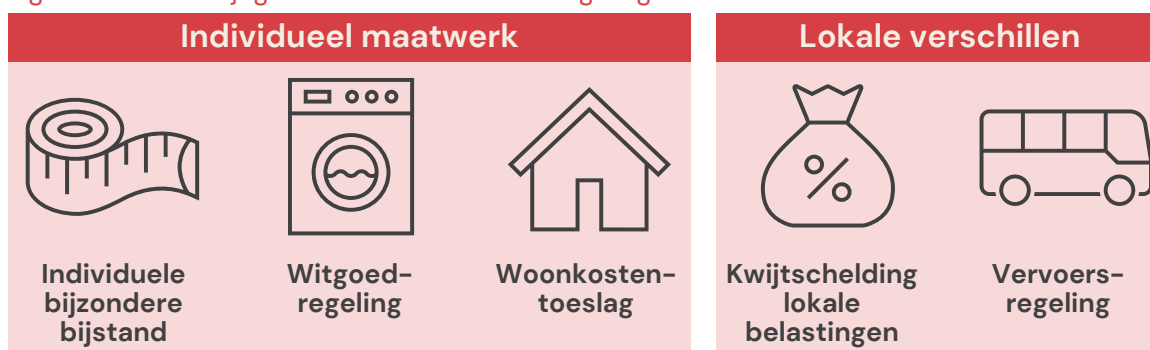 Individueel maatwerk
Lokale verschillen
Individuele
bijzondere
bijstand
Witgoed-
regeling
Woonkosten-
toeslag
Kwijtschelding
lokale
belastingen
Vervoers-
regeling